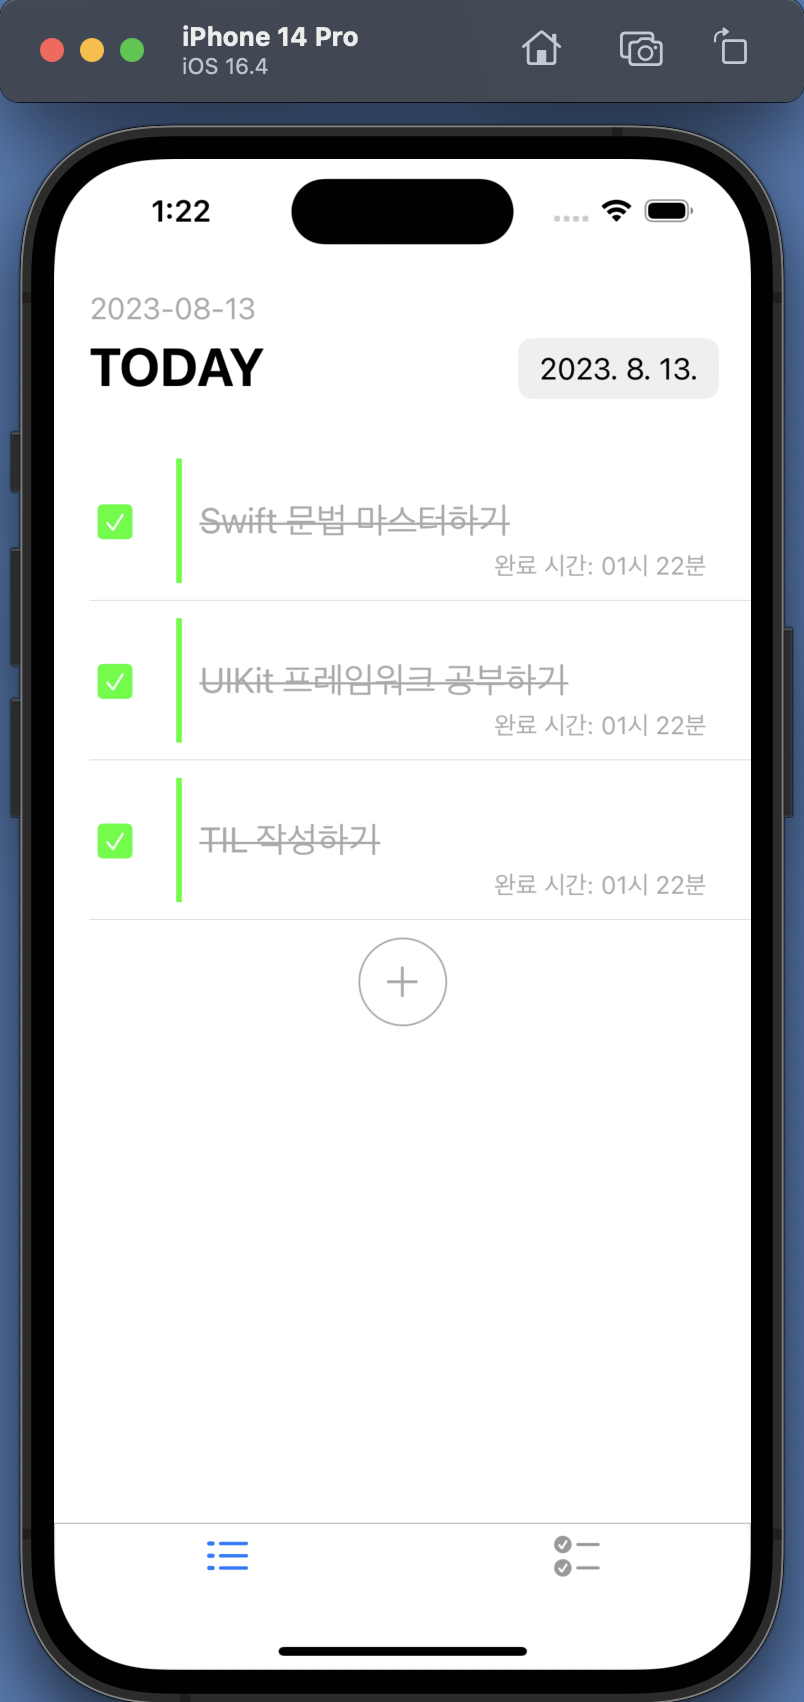 iPhone 14 Pro
iOS 16.4
1:22
2023-08-13
TODAY
2023. 8. 13.
Swift 문법 마스터하기
완료 시간: 01시 22분
UIKit 프레임워크 공부하기
완료 시간: 01시 22분
TIL 작성하기
완료 시간: 01시 22분